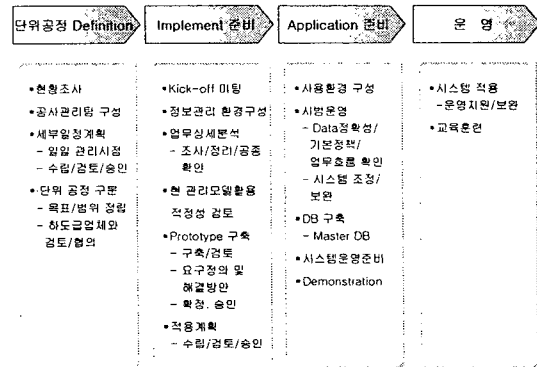 단위공정 Definition
Implement 준비
Application 준비
운 영
•현황조사
•공사관리팀 구성
•세부일정계획
– 일일 관리시점
– 수립/검토/승인
•단위 공정 구분
– 목표/범위 정립
– 하도급업체와
검토/협의
•Kick-off 미팅
•정보관리 환경구성
•업무상세분석
– 조사/정리/공종
확인
•현 관리모델활용
적정성 검토
•Prototype 구축
– 구축/검토
– 요구정의 및
해결방안
– 확정, 승인
•적용계획
– 수립/검토/승인
•사용환경 구성
•시범운영
– Data정확성/
기본정책/
업무흐름 확인
– 시스템 조정/
보완
•DB 구축
– Master DB
•시스템운영준비
•Demonstration
•시스템 적용
–운영지원/보완
•교육훈련